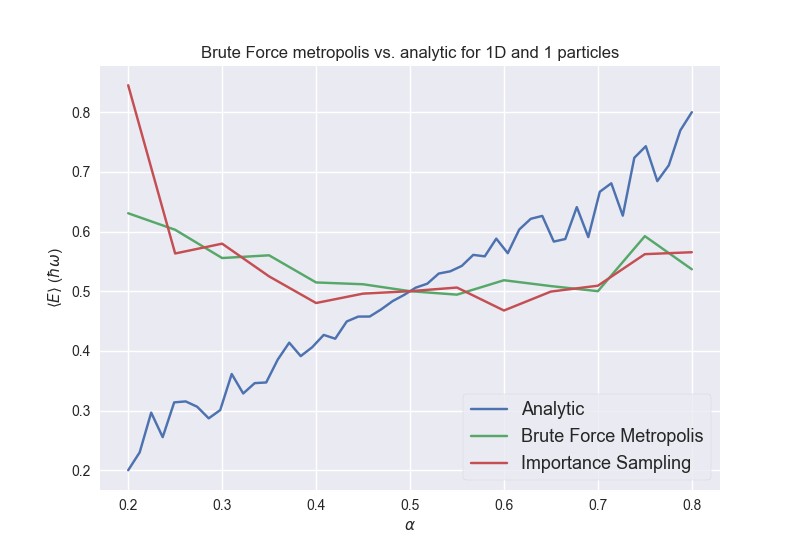 Brute Force metropolis vs. analytic for 1D and 1 particles
⟨E⟩ (ℏω)
0.8
0.7
0.6
0.5
0.4
0.3
0.2
Analytic
Brute Force Metropolis
Importance Sampling
0.2 0.3 0.4 0.5 0.6 0.7 0.8
α